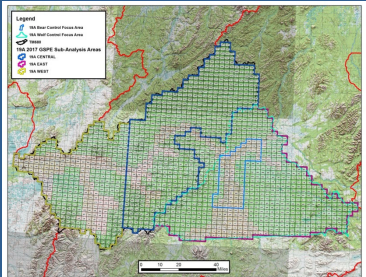 Legend
19A Bear Control Focus Area
19A Wolf Control Focus Area
TM680
19A 2017 GSPE Sub-Analysis Areas
19A CENTRAL
19A EAST
19A WEST
0 10 20 40
Miles